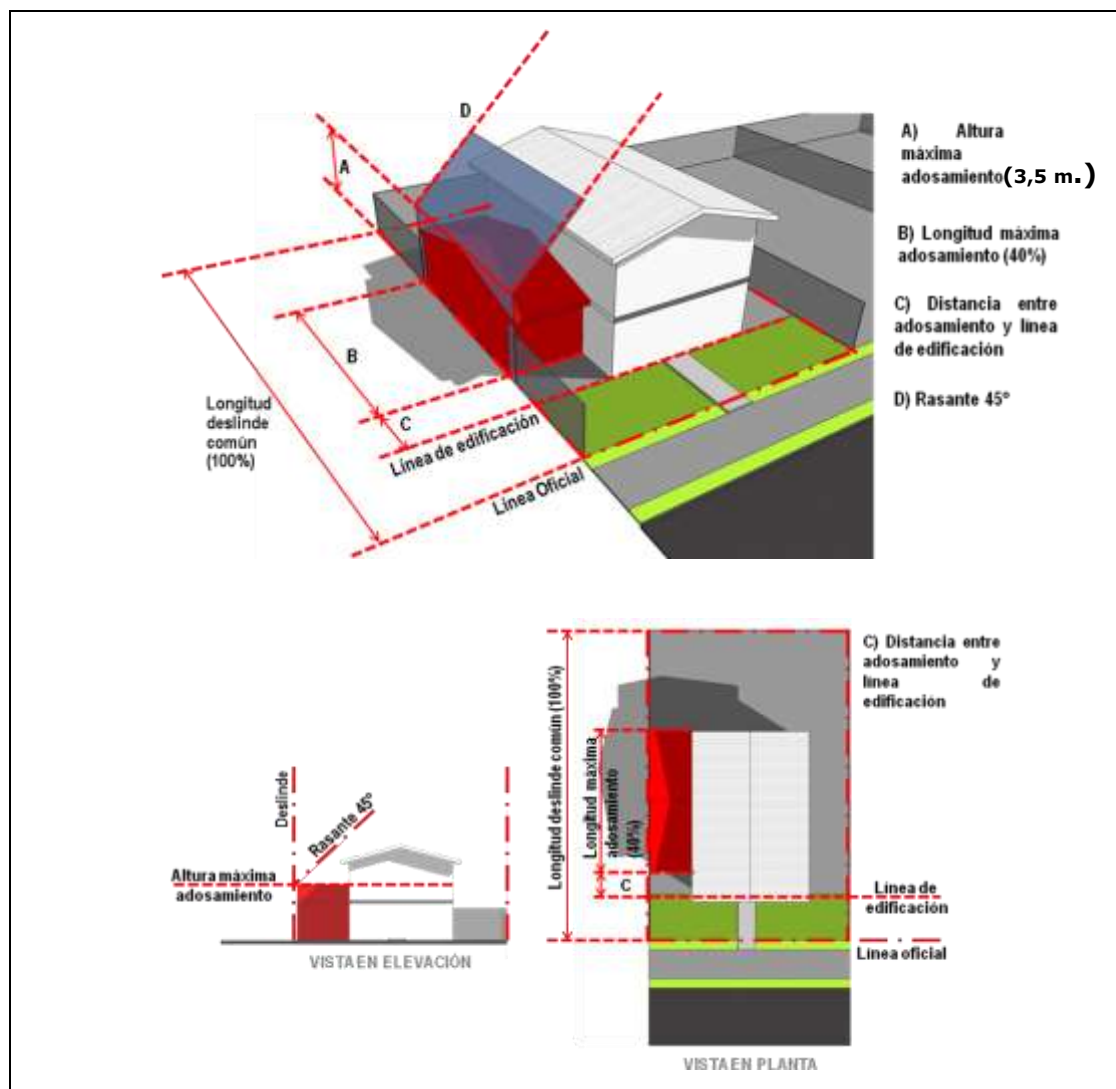 D
A
B
C
Longitud
deslinde
común
(100%)
Línea de edificación
Línea Oficial
A) Altura
máxima
adosamiento(3,5 m.)
B) Longitud máxima
adosamiento (40%)
C) Distancia entre
adosamiento y línea
de edificación
D) Rasante 45º
Deslinde
Rasante 45º
Altura máxima
adosamiento
VISTA EN ELEVACIÓN
Longitud deslinde común (100%)
Longitud máxima
adosamiento
(40%)
C
C) Distancia entre
adosamiento y
línea de
edificación
Línea de
edificación
Línea oficial
VISTA EN PLANTA